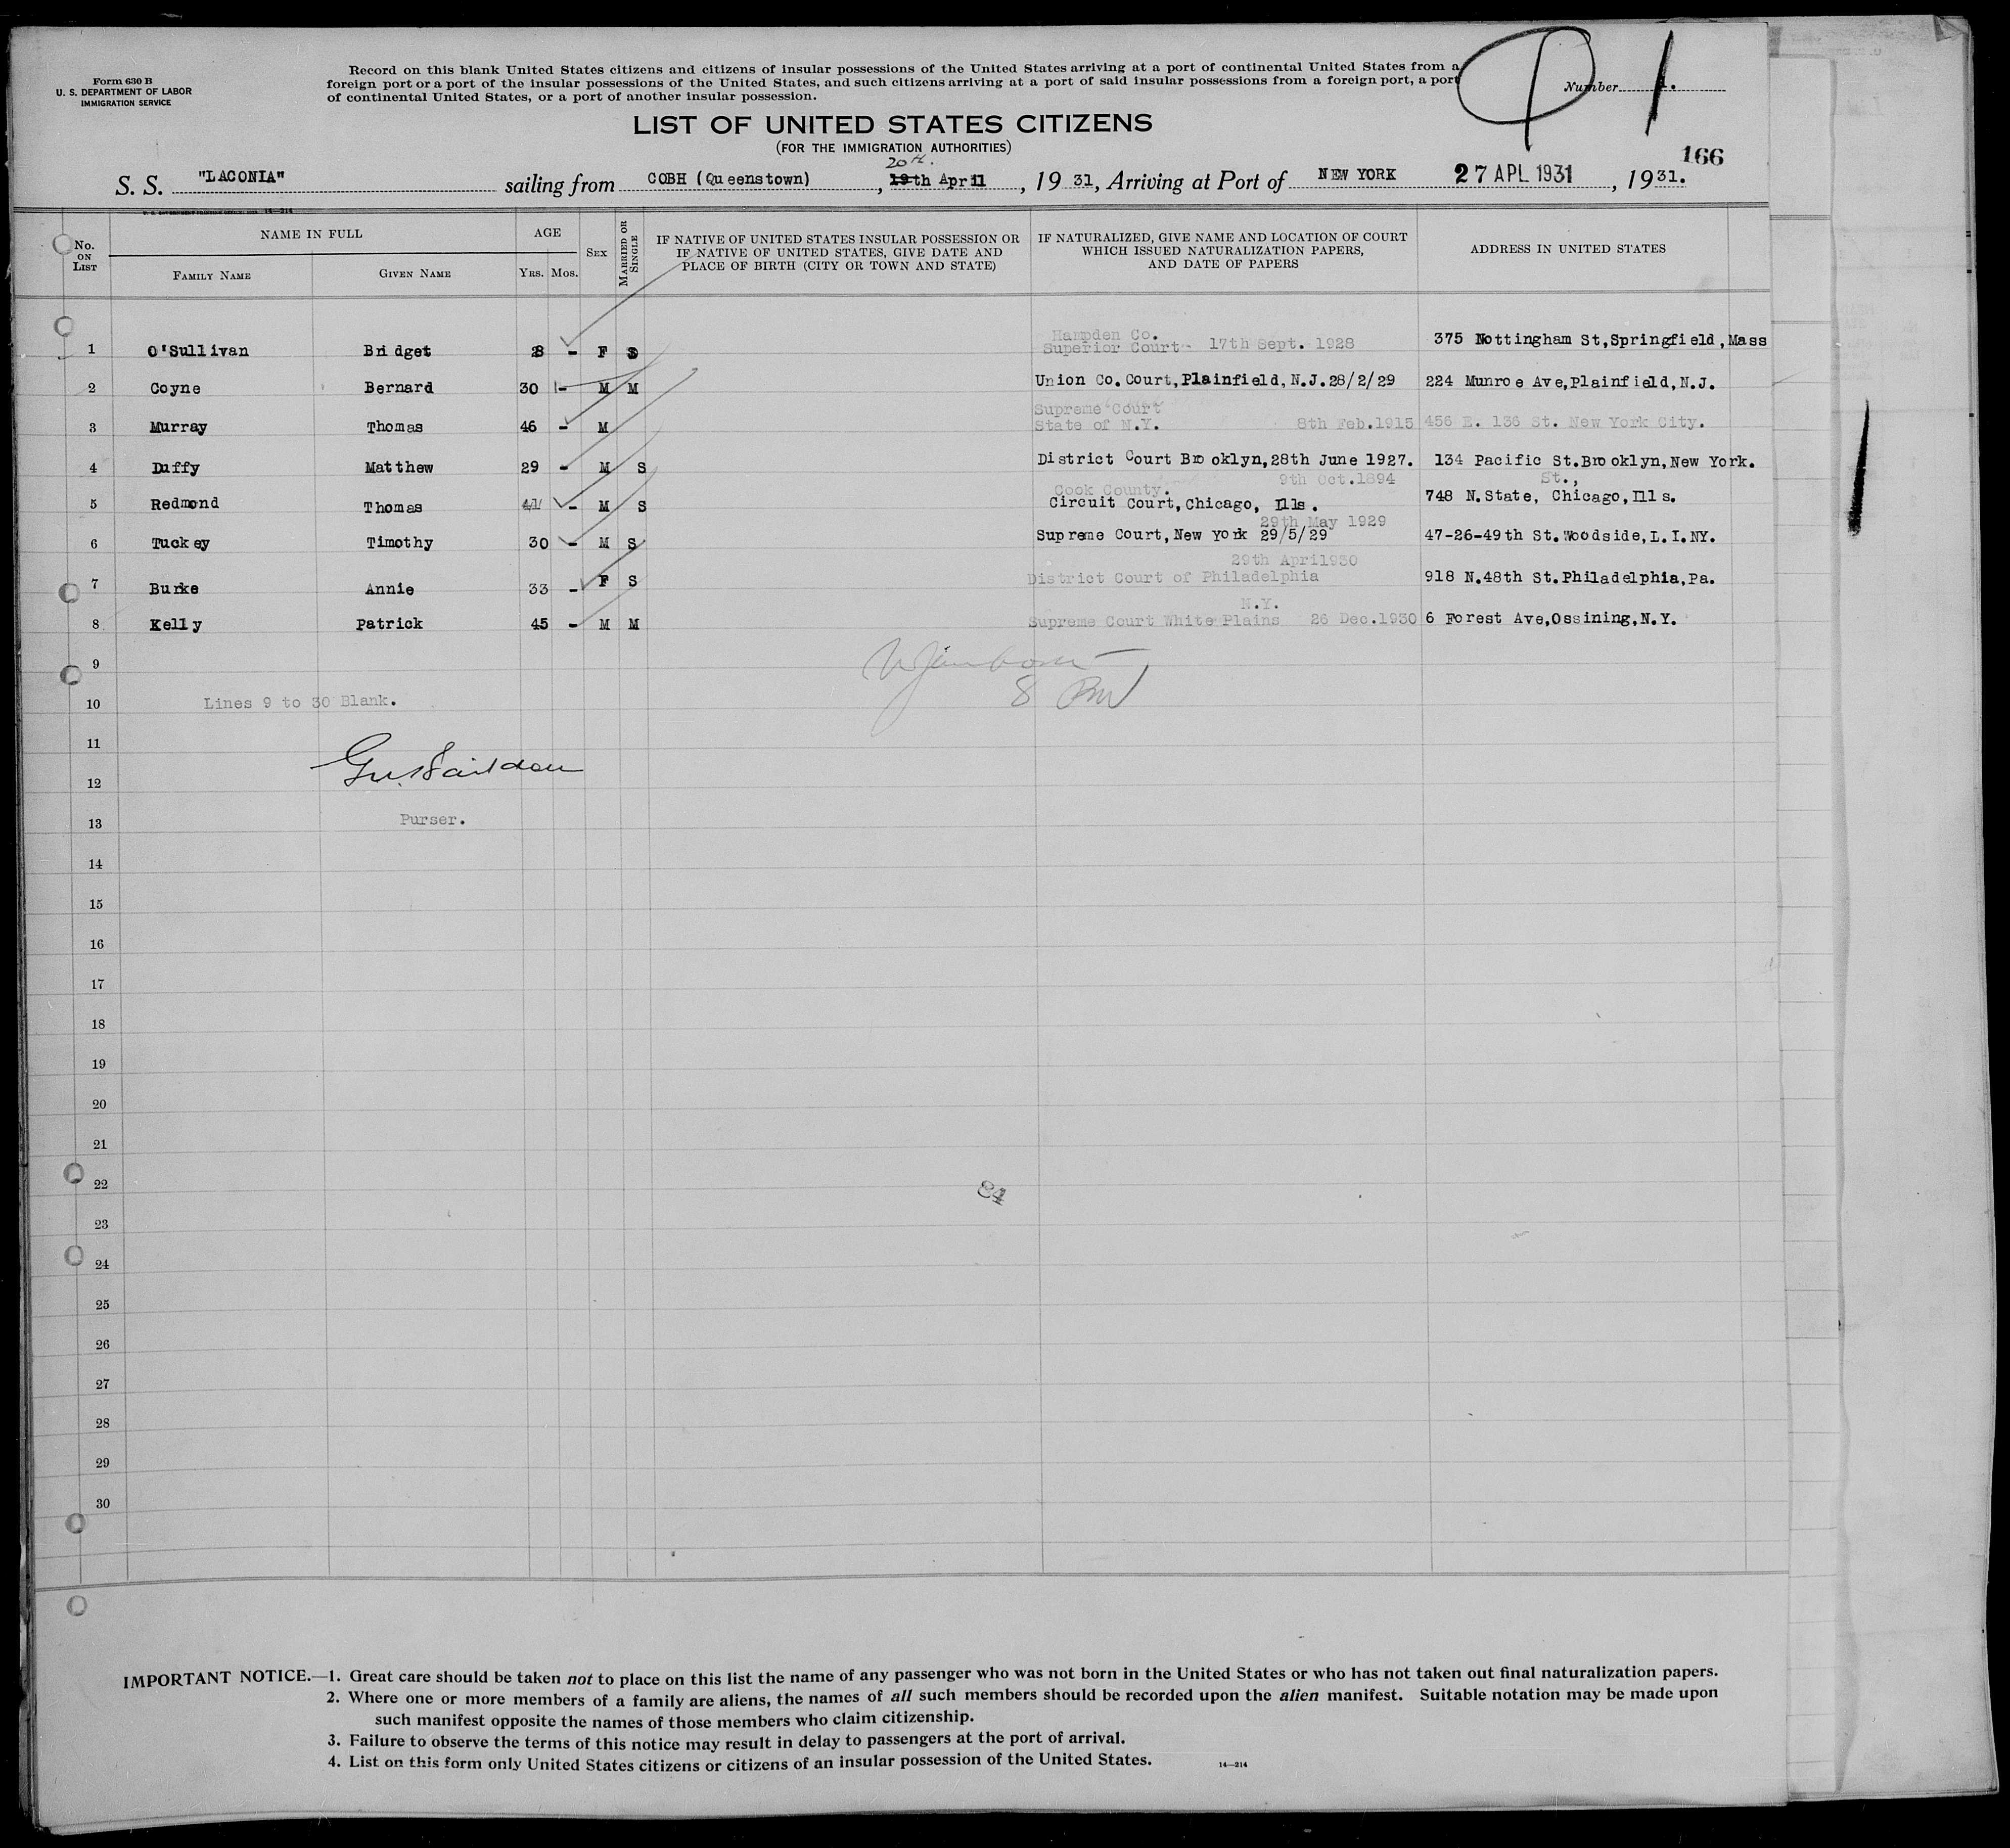 Form 630 B
U. S. DEPARTMENT OF LABOR
IMMIGRATION SERVICE
Record on this blank United States citizens and citizens of insular possessions of the United States arriving at a port of continental United States from a
foreign port or a port of the insular possessions of the United States, and such citizens arriving at a port of said insular possessions from a foreign port, a port
of continental United States, or a port of another insular possession.
Number 1.
1
LIST OF UNITED STATES CITIZENS
(FOR THE IMMIGRATION AUTHORITIES)
166
20th.
S. S. "LACONIA" sailing from COBH (Queenstown), 19th April, 1931, Arriving at Port of NEW YORK 27 APL 1931, 1931.
No. ON LIST
NAME IN FULL
FAMILY NAME
GIVEN NAME
AGE
YRS. MOS.
SEX
MARRIED OR SINGLE
IF NATIVE OF UNITED STATES INSULAR POSSESSION OR
IF NATIVE OF UNITED STATES, GIVE DATE AND
PLACE OF BIRTH (CITY OR TOWN AND STATE)
IF NATURALIZED, GIVE NAME AND LOCATION OF COURT
WHICH ISSUED NATURALIZATION PAPERS,
AND DATE OF PAPERS
ADDRESS IN UNITED STATES
Hampden Co.
1 O'Sullivan Bridget 28 - F S Superior Court- 17th Sept. 1928 375 Nottingham St,Springfield,Mass
2 Coyne Bernard 30 - M M Union Co. Court,Plainfield,N.J.28/2/29 224 Munroe Ave,Plainfield,N.J.
Supreme Court
3 Murray Thomas 46 - M State of N.Y. 8th Feb.1915 456 E. 136 St. New York City.
4 Duffy Matthew 29 - M S District Court Brooklyn,28th June 1927. 134 Pacific St.Brooklyn,New York.
Cook County. 9th Oct.1894 St.,
5 Redmond Thomas - M S Circuit Court,Chicago, Ills. 748 N.State, Chicago,Ills.
29th May 1929
6 Tuckey Timothy 30 - M S Supreme Court,New York 29/5/29 47-26-49th St.Woodside,L.I.NY.
29th April1930
7 Burke Annie 33 - F S District Court of Philadelphia 918 N.48th St.Philadelphia,Pa.
N.Y.
8 Kelly Patrick 45 - M M Supreme Court White Plains 26 Dec.1930 6 Forest Ave,Ossining,N.Y.
9
8
10 Lines 9 to 30 Blank.
11
12
13 Purser.
14
15
16
17
18
19
20
21
22
84
23
24
25
26
27
28
29
30
IMPORTANT NOTICE.—1. Great care should be taken not to place on this list the name of any passenger who was not born in the United States or who has not taken out final naturalization papers.
2. Where one or more members of a family are aliens, the names of all such members should be recorded upon the alien manifest. Suitable notation may be made upon
such manifest opposite the names of those members who claim citizenship.
3. Failure to observe the terms of this notice may result in delay to passengers at the port of arrival.
4. List on this form only United States citizens or citizens of an insular possession of the United States.
14—214